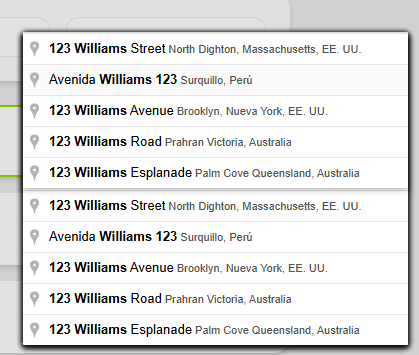 123 Williams Street North Dighton, Massachusetts, EE. UU.
Avenida Williams 123 Surquillo, Perú
123 Williams Avenue Brooklyn, Nueva York, EE. UU.
123 Williams Road Prahran Victoria, Australia
123 Williams Esplanade Palm Cove Queensland, Australia
123 Williams Street North Dighton, Massachusetts, EE. UU.
Avenida Williams 123 Surquillo, Perú
123 Williams Avenue Brooklyn, Nueva York, EE. UU.
123 Williams Road Prahran Victoria, Australia
123 Williams Esplanade Palm Cove Queensland, Australia